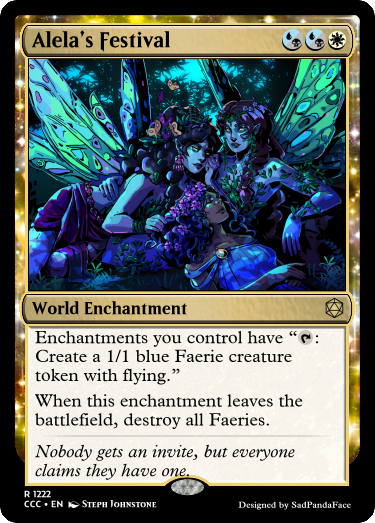 Alela's Festival
World Enchantment
Enchantments you control have “ :
Create a 1/1 blue Faerie creature
token with flying.”
When this enchantment leaves the
battlefield, destroy all Faeries.
Nobody gets an invite, but everyone
claims they have one.
R 1222
CCC • EN Steph Johnstone
Designed by SadPandaFace